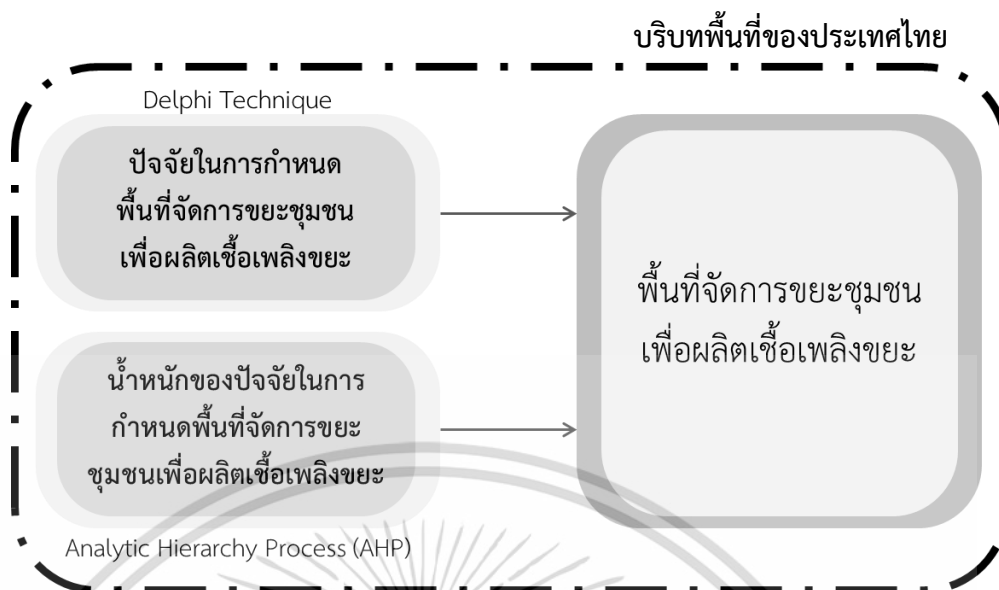 บริบทพื้นที่ของประเทศไทย
Delphi Technique
ปัจจัยในการกำหนด
พื้นที่จัดการขยะชุมชน
เพื่อผลิตเชื้อเพลิงขยะ
น้ำหนักของปัจจัยในการ
กำหนดพื้นที่จัดการขยะ
ชุมชนเพื่อผลิตเชื้อเพลิงขยะ
Analytic Hierarchy Process (AHP)
พื้นที่จัดการขยะชุมชน
เพื่อผลิตเชื้อเพลิงขยะ